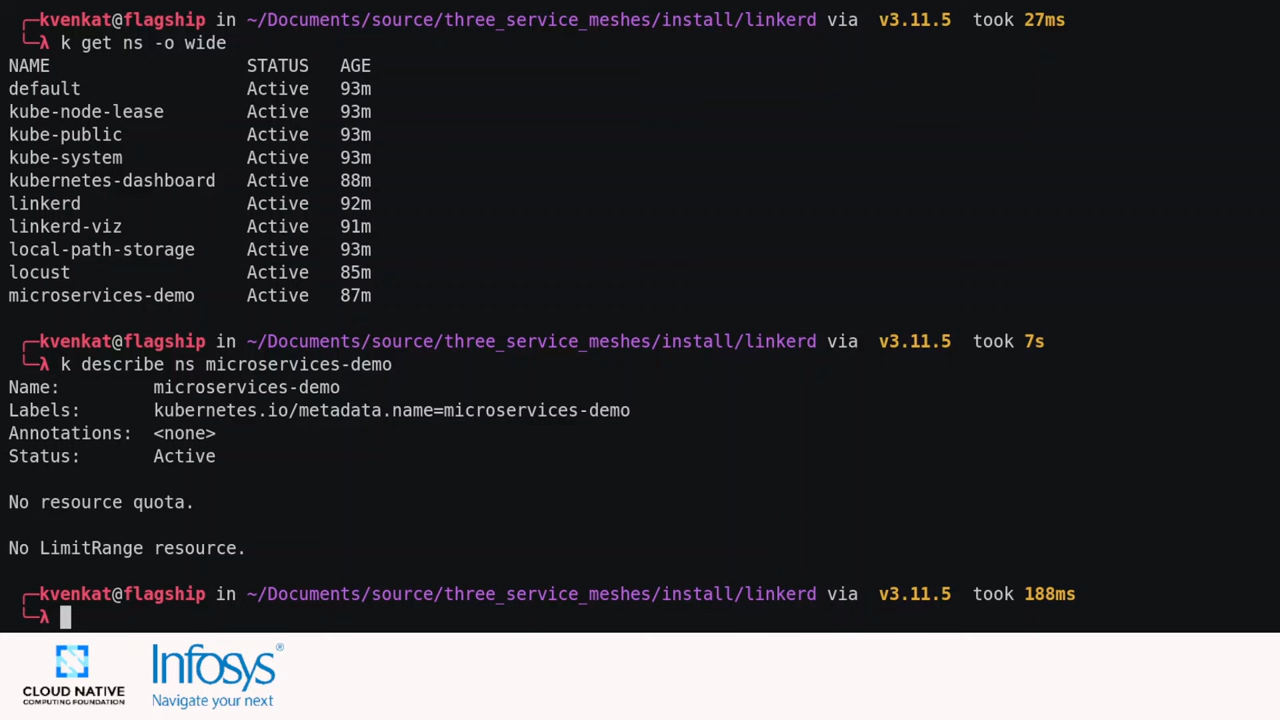 ╭─kvenkat@flagship in ~/Documents/source/three_service_meshes/install/linkerd via v3.11.5 took 27ms
╰─λ k get ns -o wide
NAME STATUS AGE
default Active 93m
kube-node-lease Active 93m
kube-public Active 93m
kube-system Active 93m
kubernetes-dashboard Active 88m
linkerd Active 92m
linkerd-viz Active 91m
local-path-storage Active 93m
locust Active 85m
microservices-demo Active 87m
╭─kvenkat@flagship in ~/Documents/source/three_service_meshes/install/linkerd via v3.11.5 took 7s
╰─λ k describe ns microservices-demo
Name: microservices-demo
Labels: kubernetes.io/metadata.name=microservices-demo
Annotations: <none>
Status: Active
No resource quota.
No LimitRange resource.
╭─kvenkat@flagship in ~/Documents/source/three_service_meshes/install/linkerd via v3.11.5 took 188ms
╰─λ
CLOUD NATIVE
COMPUTING FOUNDATION
Infosys®
Navigate your next